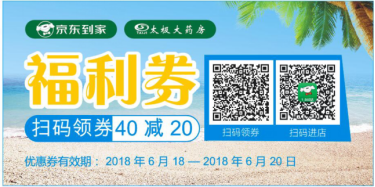 京东到家 太极大药房
福利券
扫码领券40减20
扫码领券 扫码进店
优惠券有效期：2018年6月18—2018年6月20日